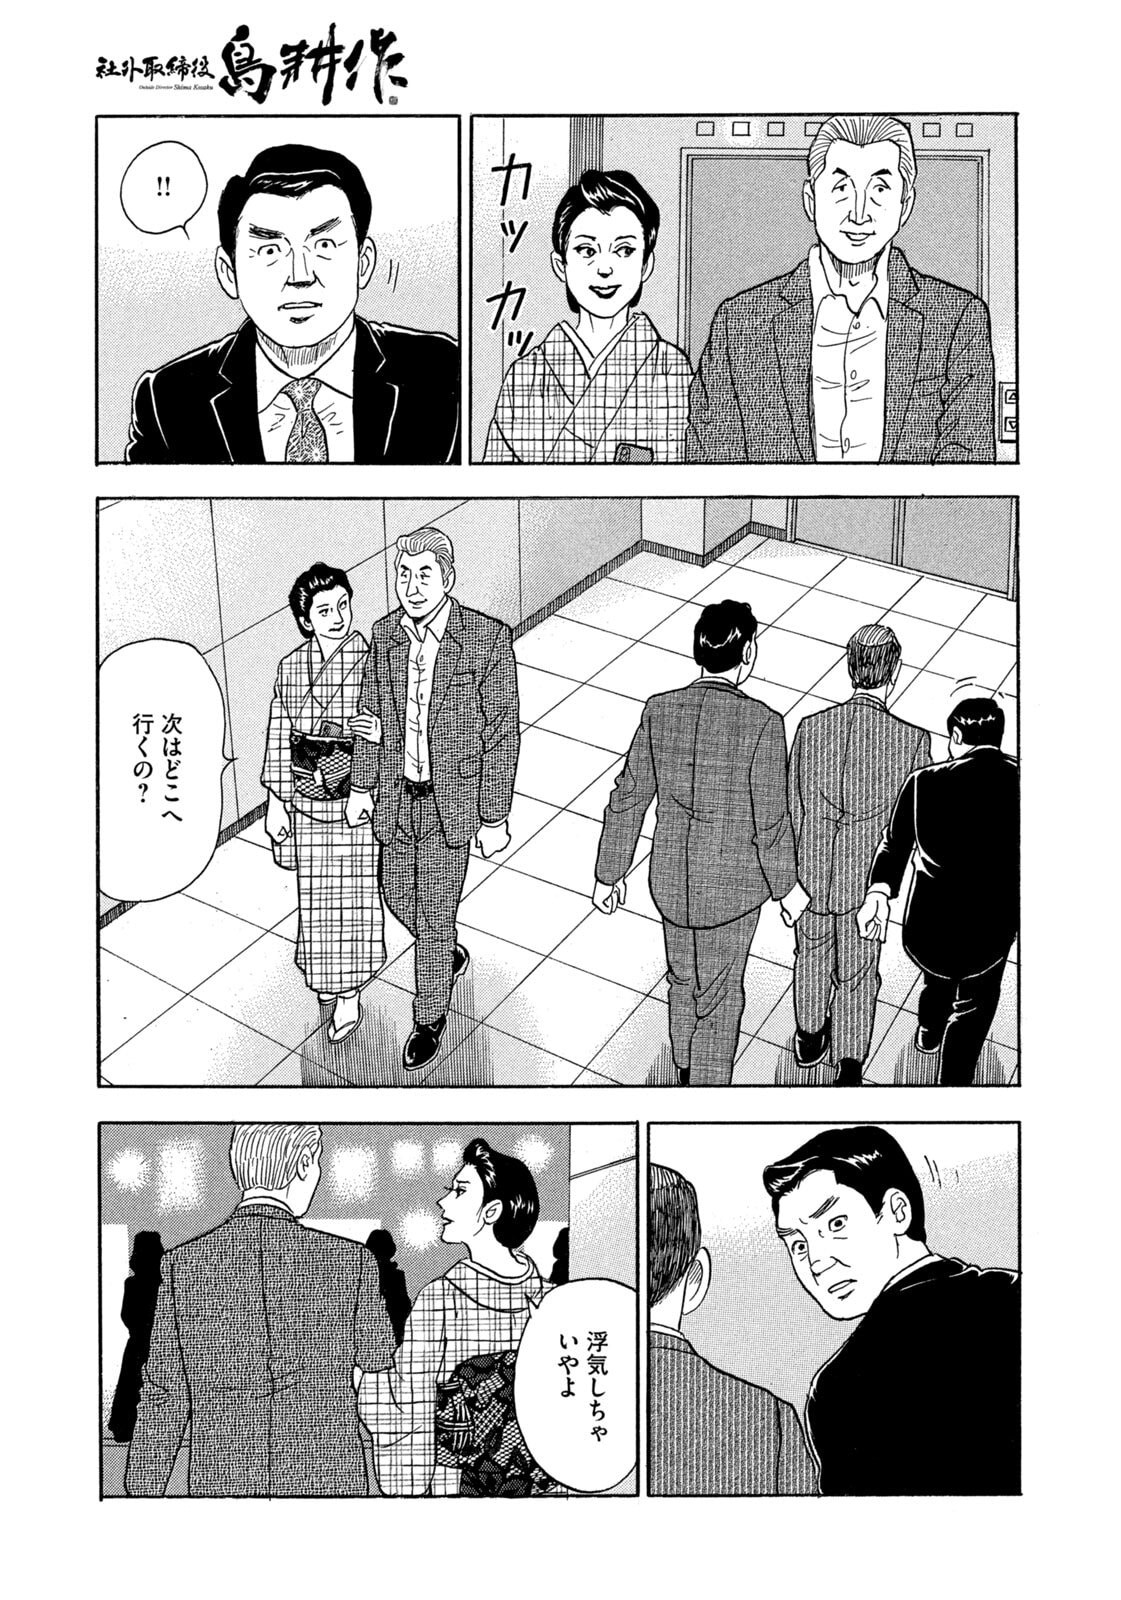 社外取締役
島耕作
Outside Director Shima Kosaku
カッ
カッ
!!
次はどこへ
行くの?
浮気しちゃ
いやよ